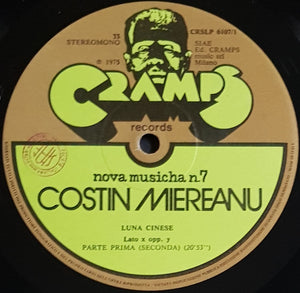 33
STEREOMONO
℗ 1975
CRSLP 6107/1
SIAE
Ed. CRAMPS
music srl
Milano
CRAMPS
records
nova musicha n.7
COSTIN MIEREANU
LUNA CINESE
Lato x opp. y
PARTE PRIMA (SECONDA) (20'53")